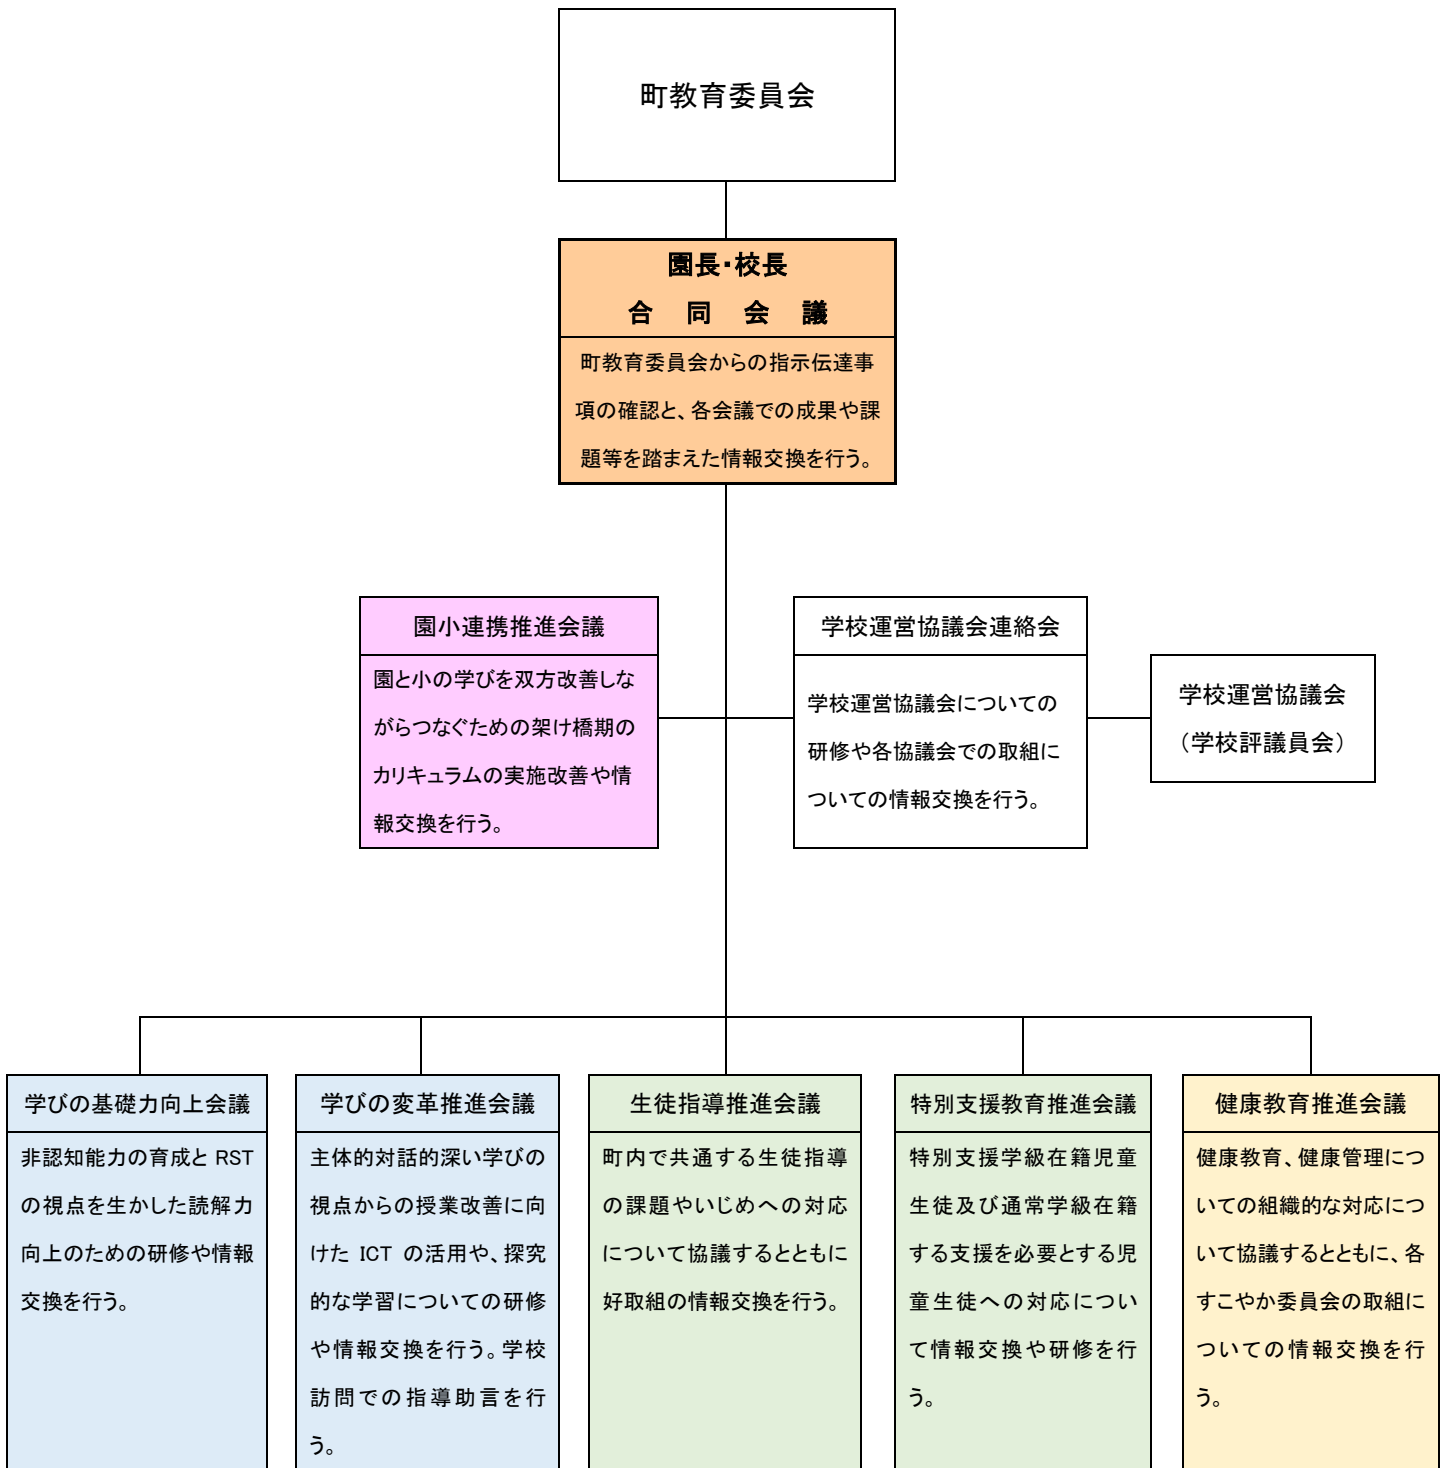 町教育委員会
園長・校長
合同会議
町教育委員会からの指示伝達事
項の確認と、各会議での成果や課
題等を踏まえた情報交換を行う。
園小連携推進会議
園と小の学びを双方改善しな
がらつなぐための架け橋期の
カリキュラムの実施改善や情
報交換を行う。
学校運営協議会連絡会
学校運営協議会についての
研修や各協議会での取組に
ついての情報交換を行う。
学校運営協議会
（学校評議員会）
学びの基礎力向上会議
非認知能力の育成と RST
の視点を生かした読解力
向上のための研修や情報
交換を行う。
学びの変革推進会議
主体的対話的深い学びの
視点からの授業改善に向
けた ICT の活用や、探究
的な学習についての研修
や情報交換を行う。学校
訪問での指導助言を行
う。
生徒指導推進会議
町内で共通する生徒指導
の課題やいじめへの対応
について協議するとともに
好取組の情報交換を行う。
特別支援教育推進会議
特別支援学級在籍児童
生徒及び通常学級在籍
する支援を必要とする児
童生徒への対応につい
て情報交換や研修を行
う。
健康教育推進会議
健康教育、健康管理につ
いての組織的な対応につ
いて協議するとともに、各
すこやか委員会の取組に
ついての情報交換を行
う。